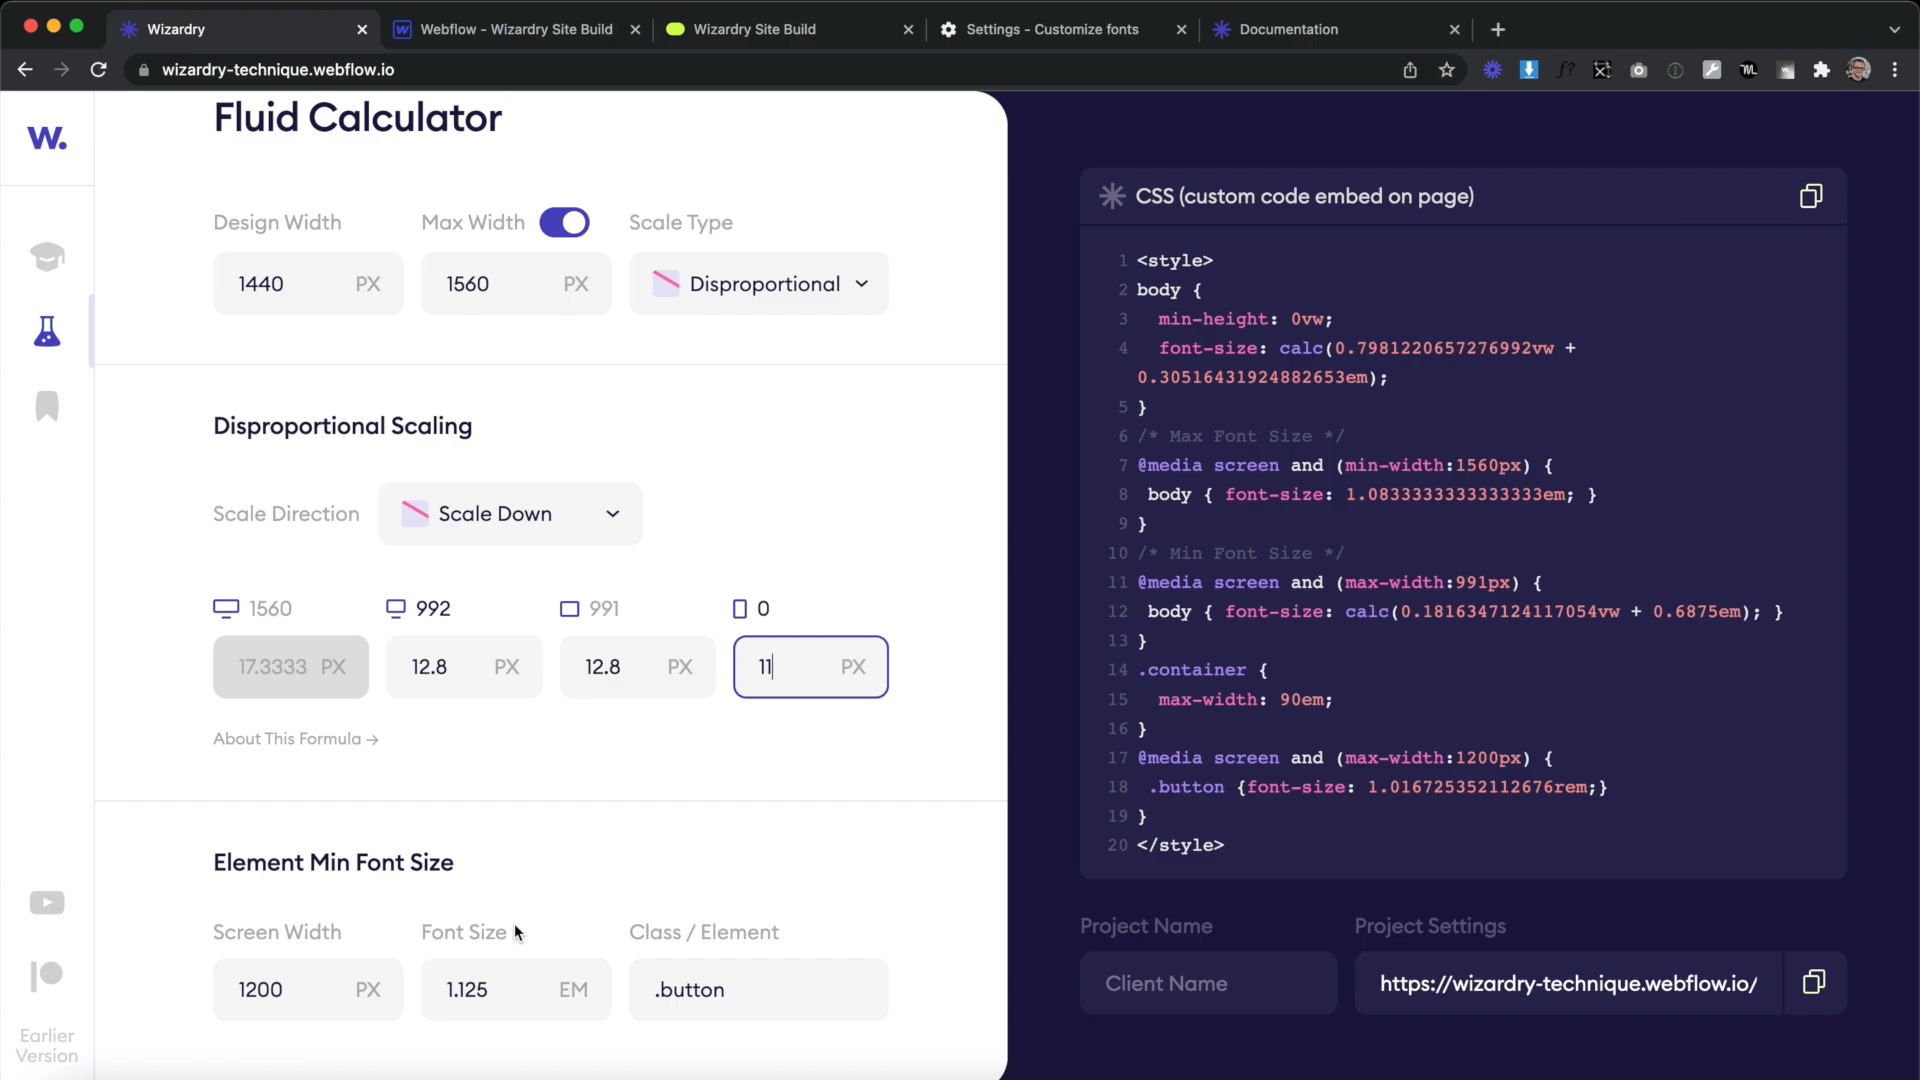 Wizardry
Webflow - Wizardry Site Build
Wizardry Site Build
Settings - Customize fonts
Documentation
wizardry-technique.webflow.io
W.
Fluid Calculator
Design Width
Max Width
Scale Type
1440 PX
1560 PX
Disproportional
Disproportional Scaling
Scale Direction
Scale Down
1560
992
991
0
17.3333 PX
12.8 PX
12.8 PX
11 PX
About This Formula →
Element Min Font Size
Screen Width
Font Size
Class / Element
1200 PX
1.125 EM
.button
Earlier
Version
CSS (custom code embed on page)
1 <style>
2 body {
3 min-height: 0vw;
4 font-size: calc(0.7981220657276992vw +
0.30516431924882653em);
5 }
6 /* Max Font Size */
7 @media screen and (min-width:1560px) {
8 body { font-size: 1.0833333333333333em; }
9 }
10 /* Min Font Size */
11 @media screen and (max-width:991px) {
12 body { font-size: calc(0.1816347124117054vw + 0.6875em); }
13 }
14 .container {
15 max-width: 90em;
16 }
17 @media screen and (max-width:1200px) {
18 .button {font-size: 1.016725352112676rem;}
19 }
20 </style>
Project Name
Project Settings
Client Name
https://wizardry-technique.webflow.io/